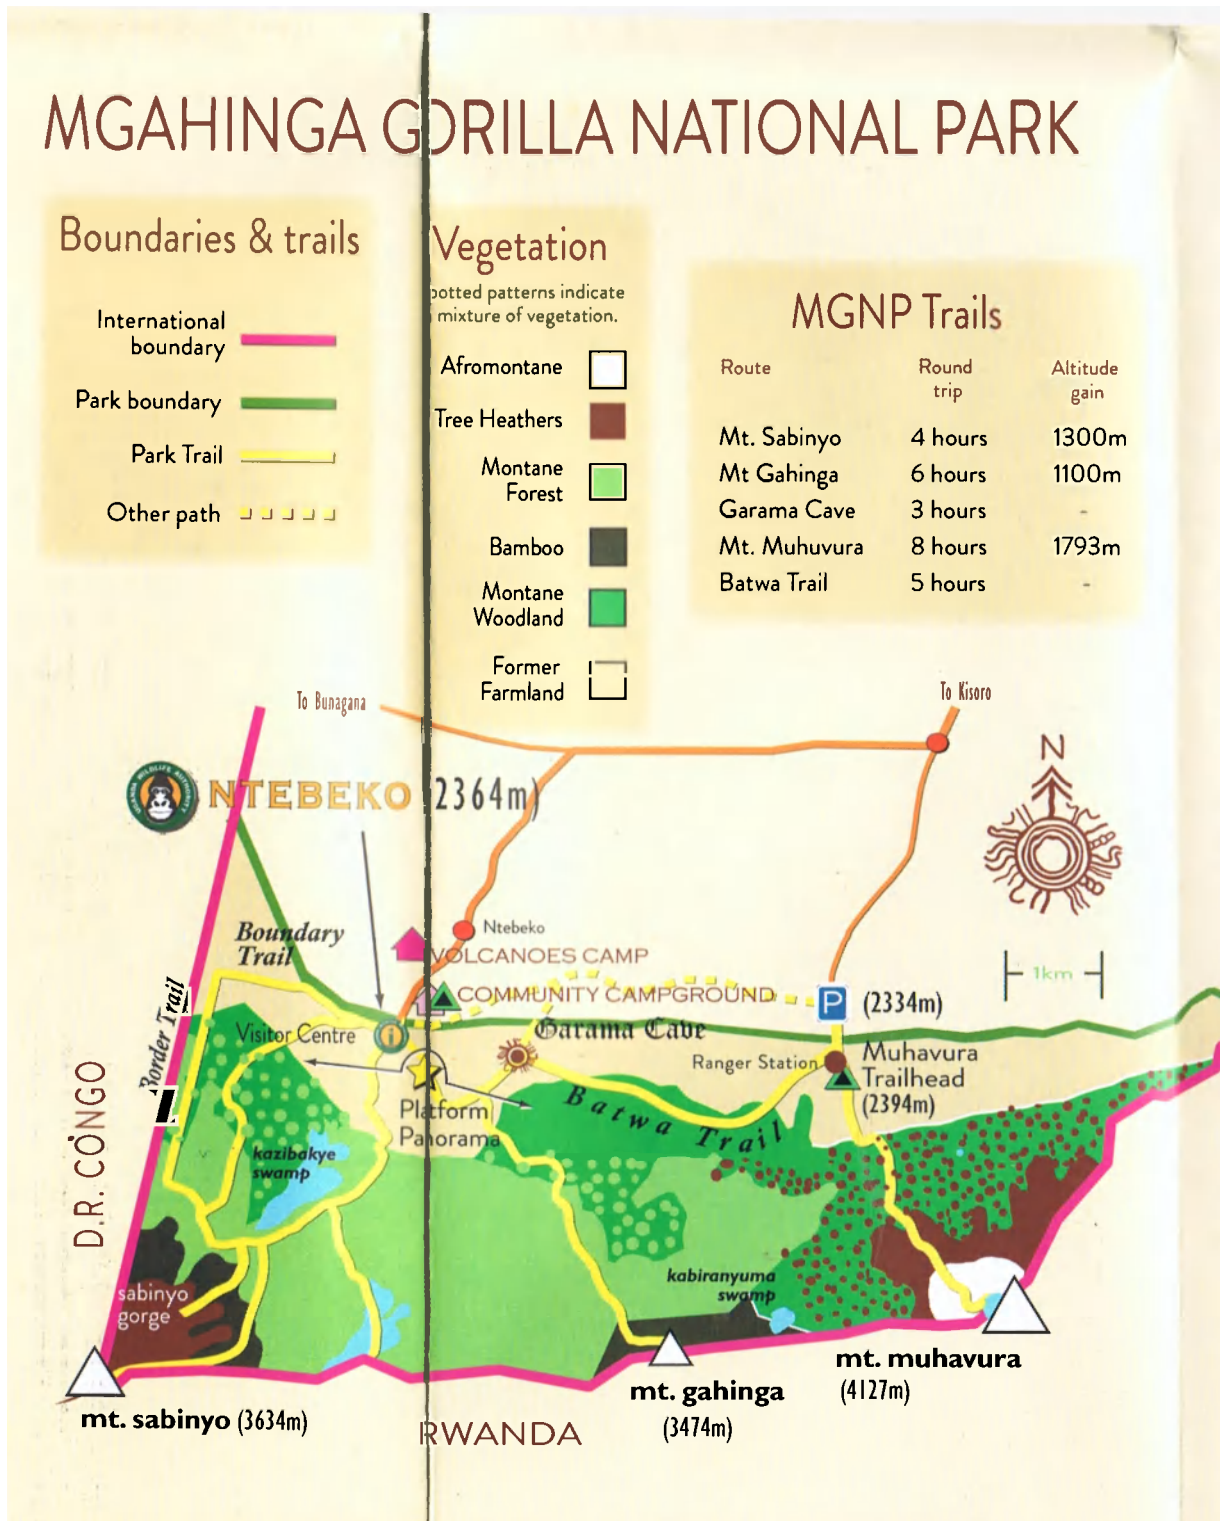 MGAHINGA GORILLA NATIONAL PARK
Boundaries & trails
International
boundary
Park boundary
Park Trail
Other path
Vegetation
otted patterns indicate
mixture of vegetation.
Afromontane
Tree Heathers
Montane
Forest
Bamboo
Montane
Woodland
Former
Farmland
MGNP Trails
Route Round trip Altitude gain
Mt. Sabinyo 4 hours 1300m
Mt Gahinga 6 hours 1100m
Garama Cave 3 hours -
Mt. Muhuvura 8 hours 1793m
Batwa Trail 5 hours -
To Bunagana
To Kisoro
UGANDA WILDLIFE AUTHORITY
NTEBEKO (2364m)
N
Boundary
Trail
Ntebeko
VOLCANOES CAMP
COMMUNITY CAMPGROUND
1km
P (2334m)
Border Trail
Visitor Centre
i
Garama Cave
Ranger Station
Muhavura
Trailhead
(2394m)
Platform
Panorama
Batwa Trail
D.R. CONGO
kazibakye
swamp
sabinyo
gorge
kabiranyuma
swamp
mt. muhavura
(4127m)
mt. gahinga
(3474m)
mt. sabinyo (3634m)
RWANDA